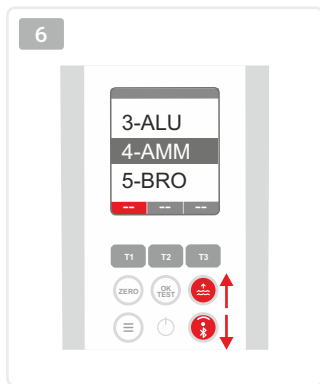 6
3-ALU
4-AMM
5-BRO
-- -- --
T1 T2 T3
ZERO OK TEST